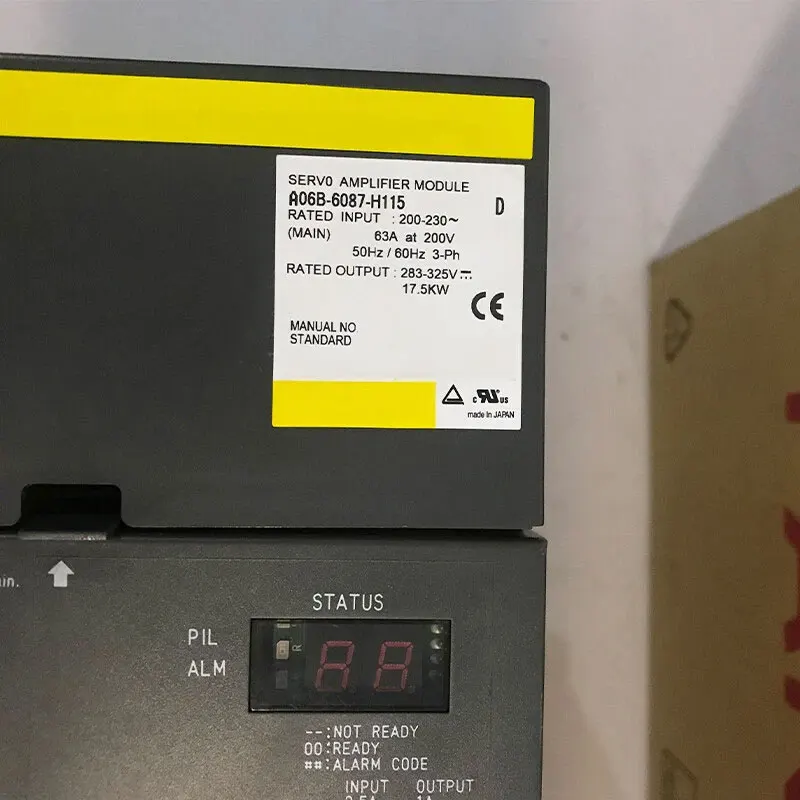 SERVO AMPLIFIER MODULE
A06B-6087-H115 D
RATED INPUT : 200-230~
(MAIN) 63A at 200V
50Hz / 60Hz 3-Ph
RATED OUTPUT : 283-325V⎓
17.5KW
CE
MANUAL NO.
STANDARD
c RU us
made in JAPAN
STATUS
PIL
ALM
R
--:NOT READY
00:READY
##:ALARM CODE
INPUT OUTPUT